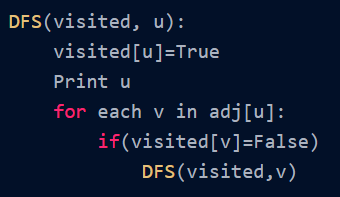 DFS(visited, u):
    visited[u]=True
    Print u
    for each v in adj[u]:
        if(visited[v]=False)
            DFS(visited,v)